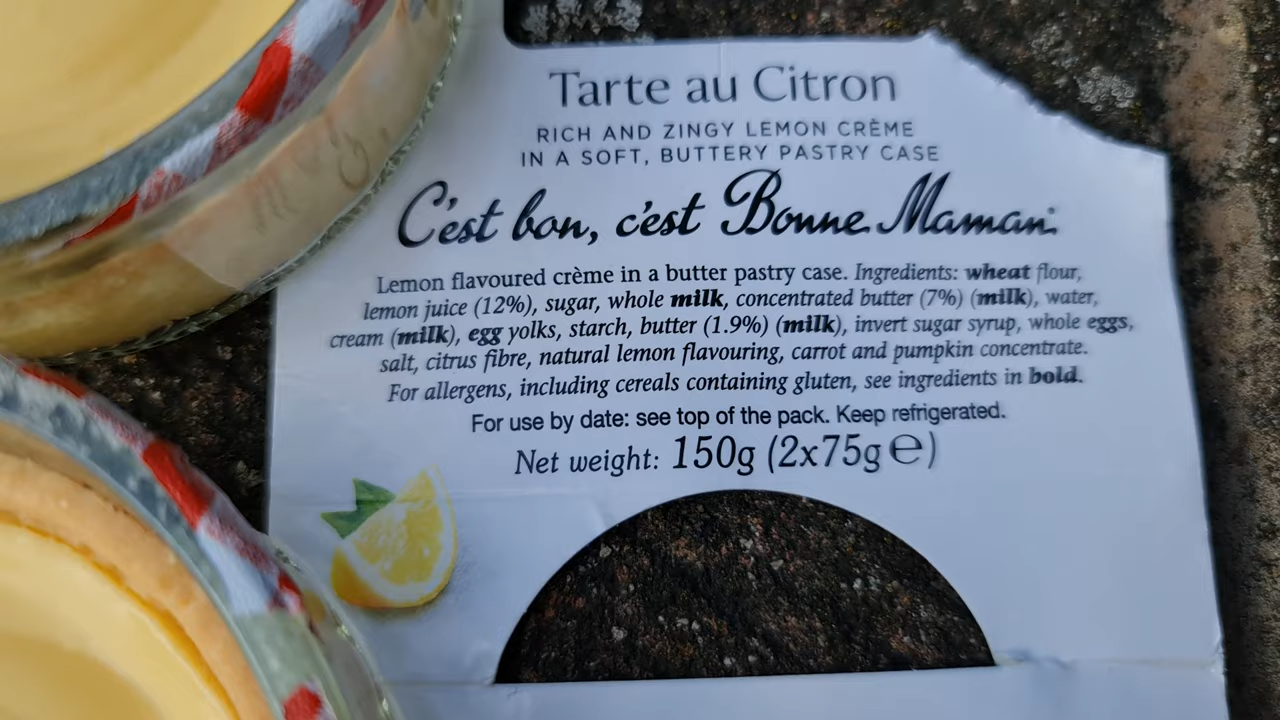 Tarte au Citron
RICH AND ZINGY LEMON CRÈME
IN A SOFT, BUTTERY PASTRY CASE
C'est bon, c'est Bonne Maman.
Lemon flavoured crème in a butter pastry case. Ingredients: wheat flour,
lemon juice (12%), sugar, whole milk, concentrated butter (7%) (milk), water,
cream (milk), egg yolks, starch, butter (1.9%) (milk), invert sugar syrup, whole eggs,
salt, citrus fibre, natural lemon flavouring, carrot and pumpkin concentrate.
For allergens, including cereals containing gluten, see ingredients in bold.
For use by date: see top of the pack. Keep refrigerated.
Net weight: 150g (2x75g ℮)